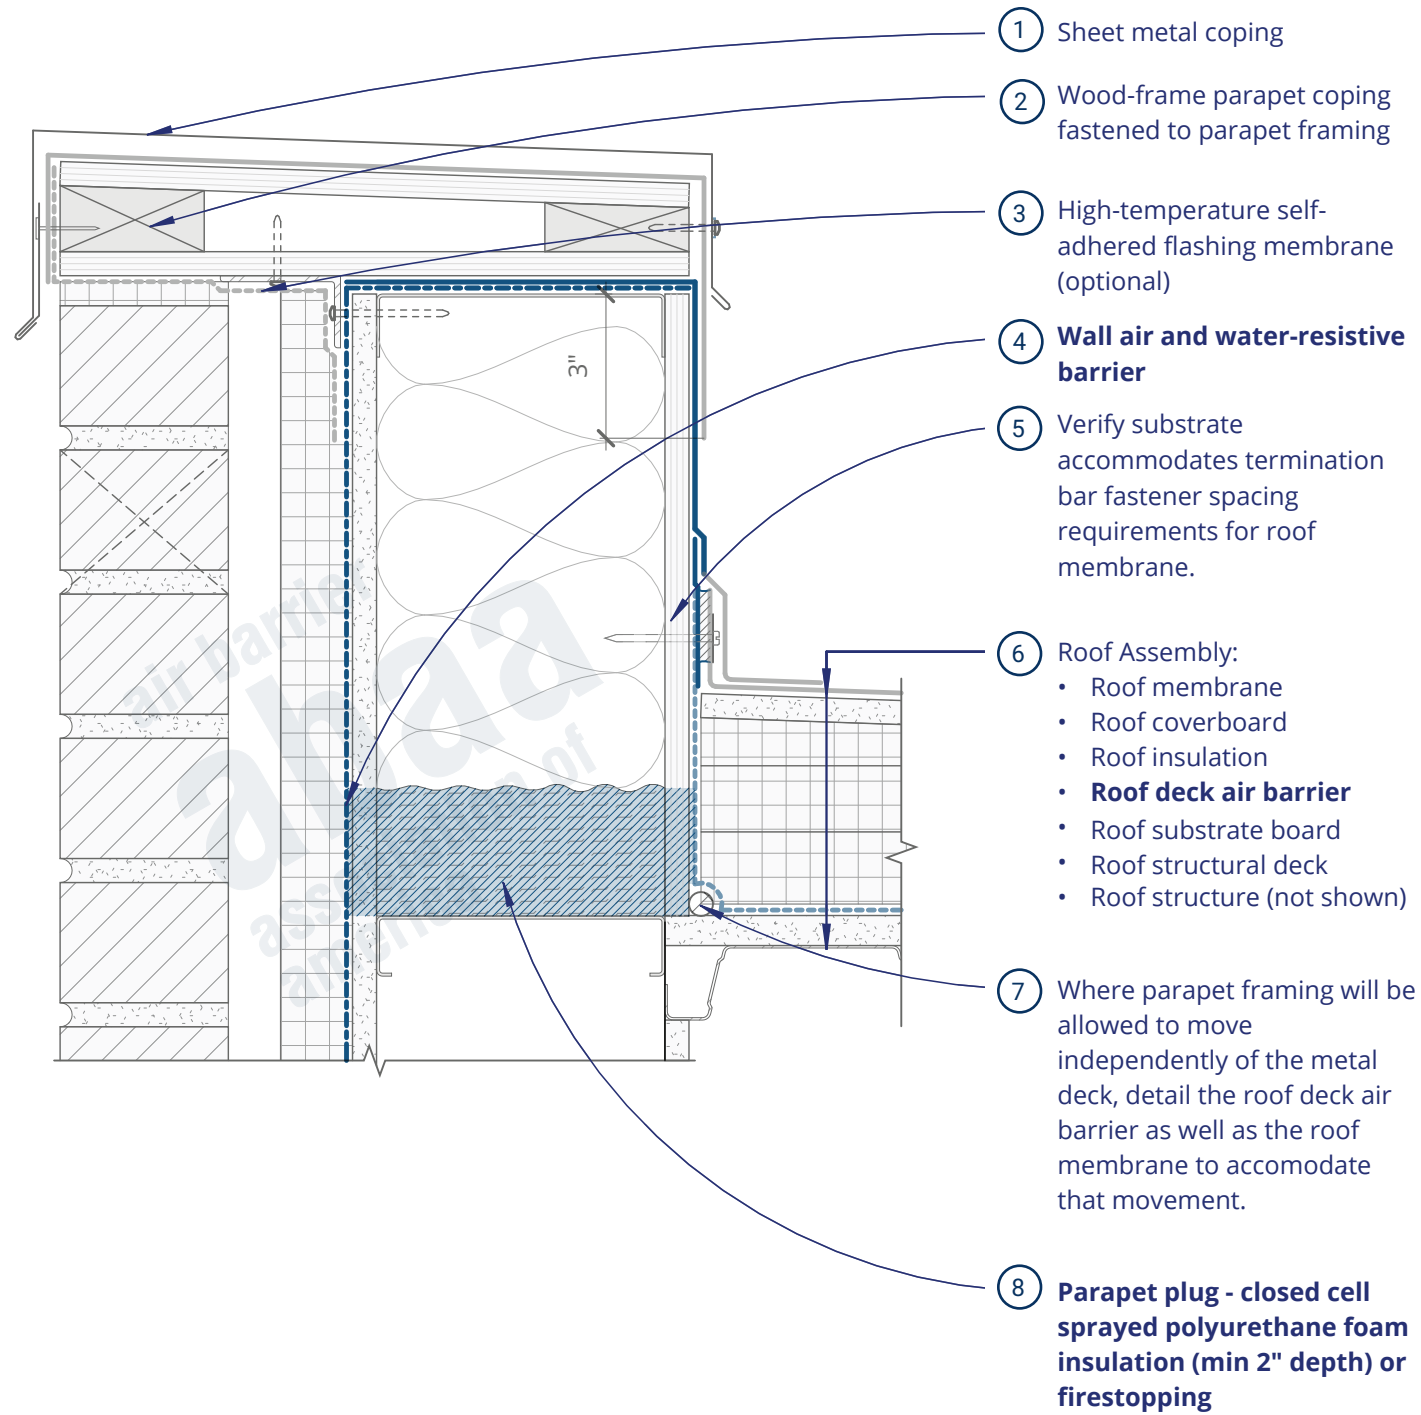 1 Sheet metal coping
2 Wood-frame parapet coping
fastened to parapet framing
3 High-temperature self-
adhered flashing membrane
(optional)
4 Wall air and water-resistive
barrier
5 Verify substrate
accommodates termination
bar fastener spacing
requirements for roof
membrane.
6 Roof Assembly:
• Roof membrane
• Roof coverboard
• Roof insulation
• Roof deck air barrier
• Roof substrate board
• Roof structural deck
• Roof structure (not shown)
7 Where parapet framing will be
allowed to move
independently of the metal
deck, detail the roof deck air
barrier as well as the roof
membrane to accomodate
that movement.
8 Parapet plug - closed cell
sprayed polyurethane foam
insulation (min 2" depth) or
firestopping
3"
air barrier
abaa
of